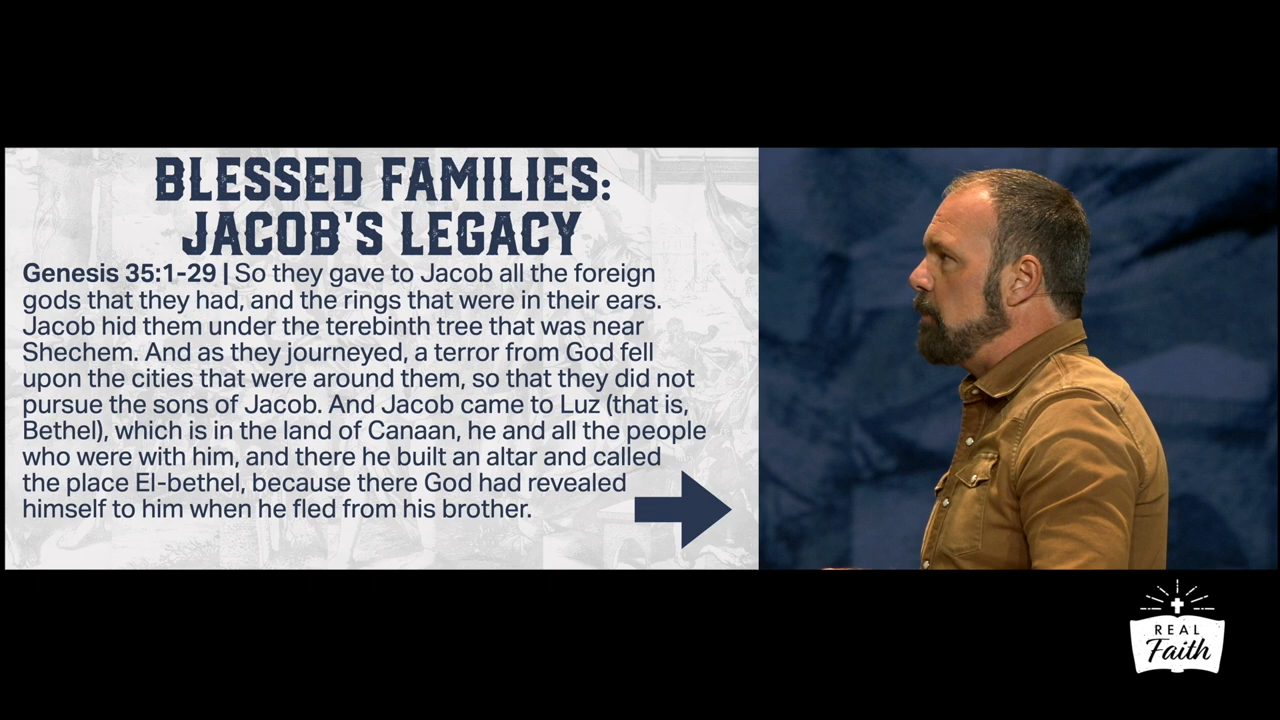 BLESSED FAMILIES:
JACOB'S LEGACY
Genesis 35:1-29 | So they gave to Jacob all the foreign
gods that they had, and the rings that were in their ears.
Jacob hid them under the terebinth tree that was near
Shechem. And as they journeyed, a terror from God fell
upon the cities that were around them, so that they did not
pursue the sons of Jacob. And Jacob came to Luz (that is,
Bethel), which is in the land of Canaan, he and all the people
who were with him, and there he built an altar and called
the place El-bethel, because there God had revealed
himself to him when he fled from his brother.
REAL
Faith